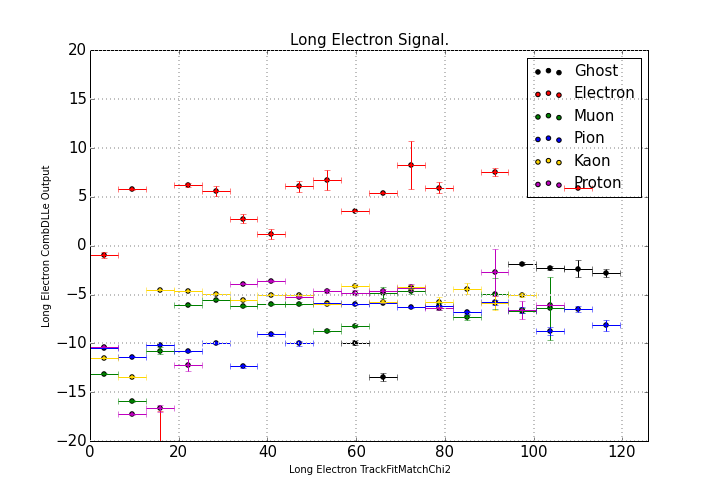 Long Electron Signal.
20
15
10
5
0
−5
−10
−15
−20
Long Electron CombDLLe Output
Ghost
Electron
Muon
Pion
Kaon
Proton
0 20 40 60 80 100 120
Long Electron TrackFitMatchChi2